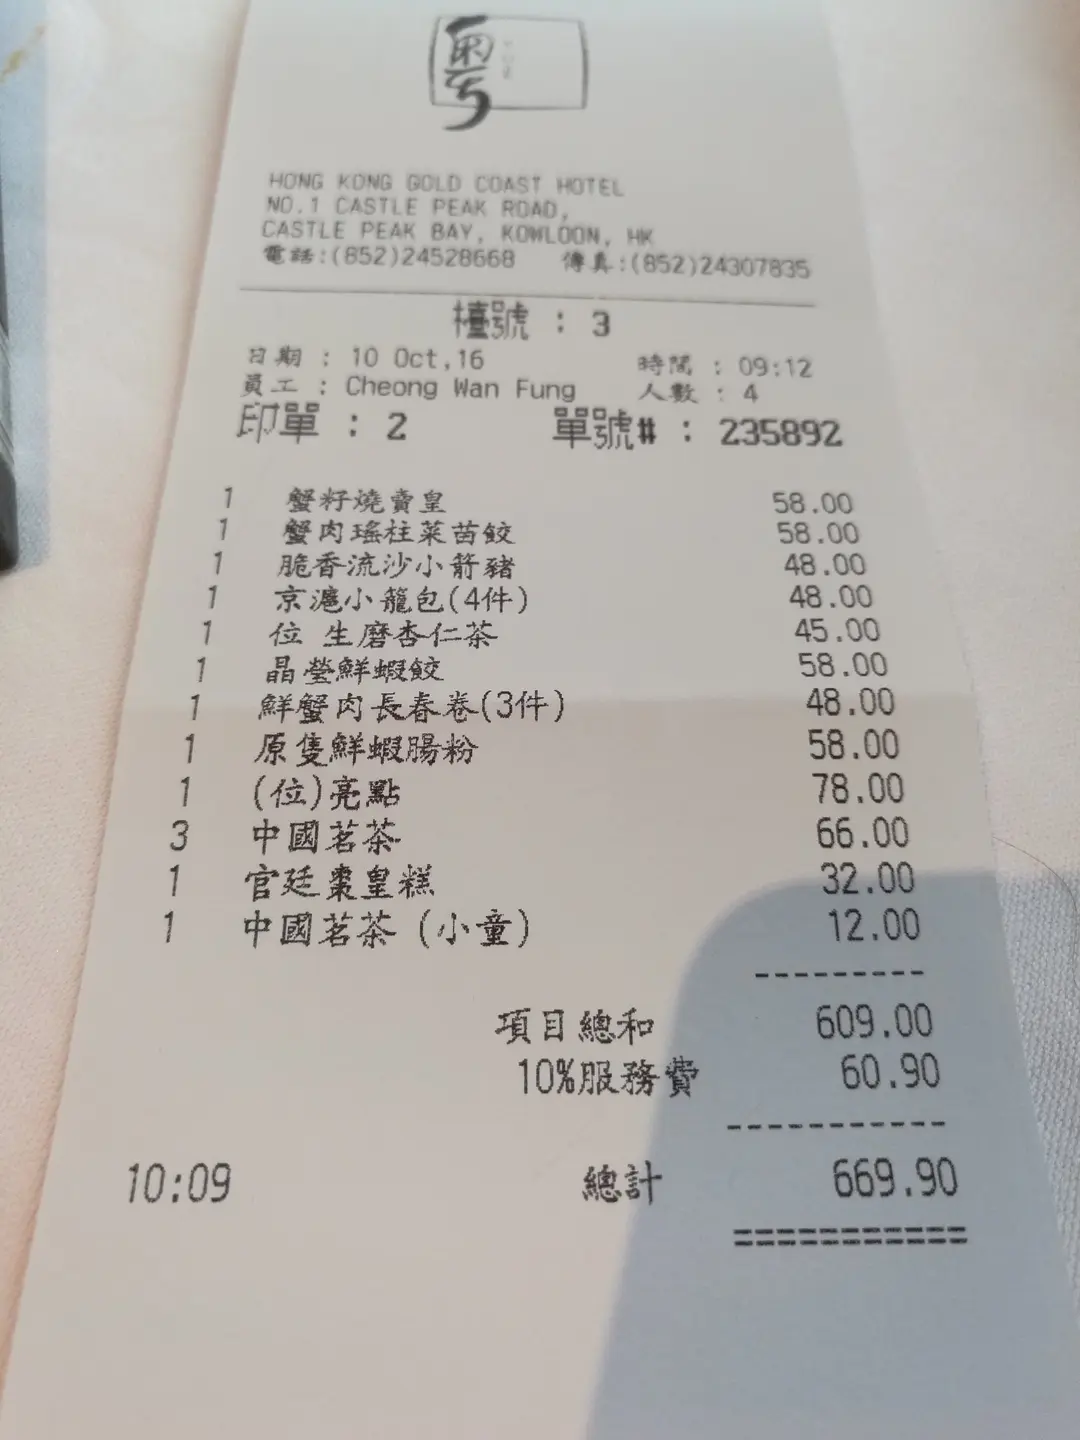 粵
HONG KONG GOLD COAST HOTEL
NO.1 CASTLE PEAK ROAD,
CASTLE PEAK BAY, KOWLOON, HK
電話:(852)24528668 傳真:(852)24307835
檯號 : 3
日期 : 10 Oct,16 時間 : 09:12
員工 : Cheong Wan Fung 人數 : 4
印單 : 2 單號# : 235892
1 蟹籽燒賣皇 58.00
1 蟹肉瑤柱菜苗餃 58.00
1 脆香流沙小箭豬 48.00
1 京滬小籠包(4件) 48.00
1 位 生磨杏仁茶 45.00
1 晶瑩鮮蝦餃 58.00
1 鮮蟹肉長春卷(3件) 48.00
1 原隻鮮蝦腸粉 58.00
1 (位)亮點 78.00
3 中國茗茶 66.00
1 官廷棗皇糕 32.00
1 中國茗茶 (小童) 12.00
項目總和 609.00
10%服務費 60.90
10:09 總計 669.90